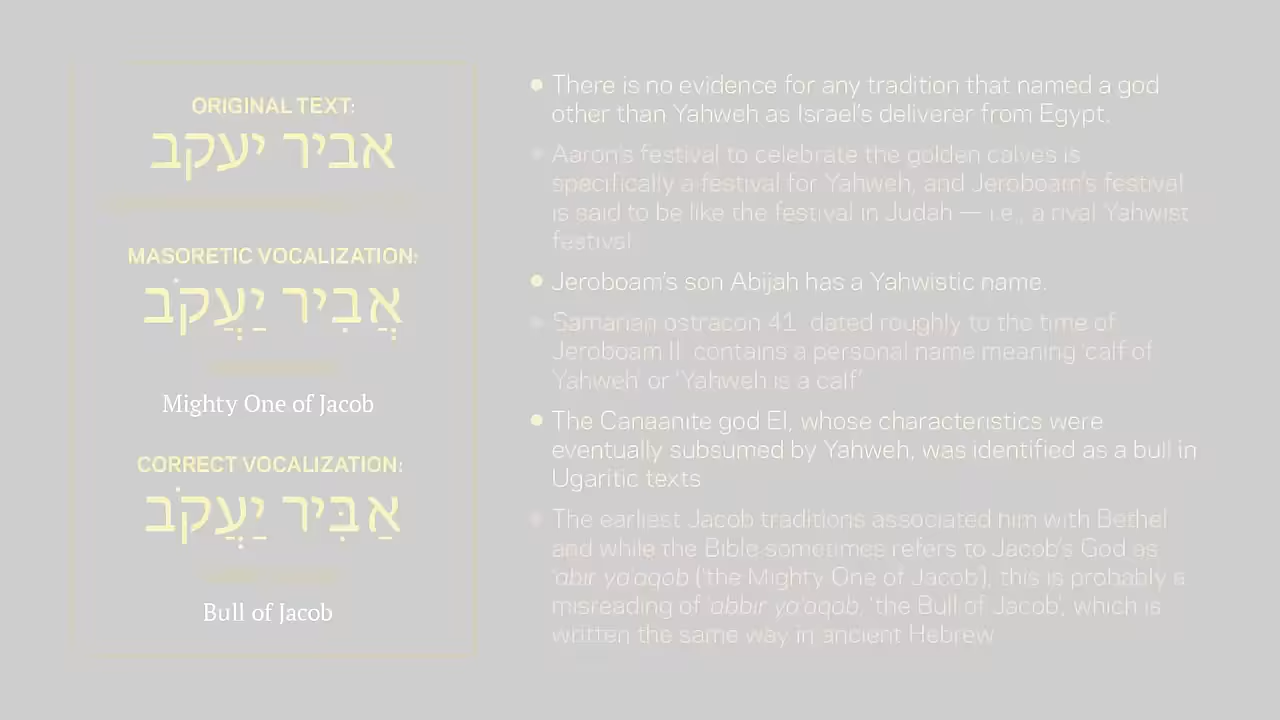 ORIGINAL TEXT:
אביר יעקב
MASORETIC VOCALIZATION:
אֲבִיר יַעֲקֹב
Mighty One of Jacob
CORRECT VOCALIZATION:
אַבִּיר יַעֲקֹב
Bull of Jacob
There is no evidence for any tradition that named a god
other than Yahweh as Israel’s deliverer from Egypt.
Aaron’s festival to celebrate the golden calves is
specifically a festival for Yahweh, and Jeroboam’s festival
is said to be like the festival in Judah — i.e., a rival Yahwist
festival.
Jeroboam’s son Abijah has a Yahwistic name.
Samarian ostracon 41, dated roughly to the time of
Jeroboam II, contains a personal name meaning ‘calf of
Yahweh’ or ‘Yahweh is a calf’.
The Canaanite god El, whose characteristics were
eventually subsumed by Yahweh, was identified as a bull in
Ugaritic texts.
The earliest Jacob traditions associated him with Bethel,
and while the Bible sometimes refers to Jacob’s God as
’abir ya‘aqob (‘the Mighty One of Jacob’), this is probably a
misreading of ’abbir ya‘aqob, ‘the Bull of Jacob’, which is
written the same way in ancient Hebrew.